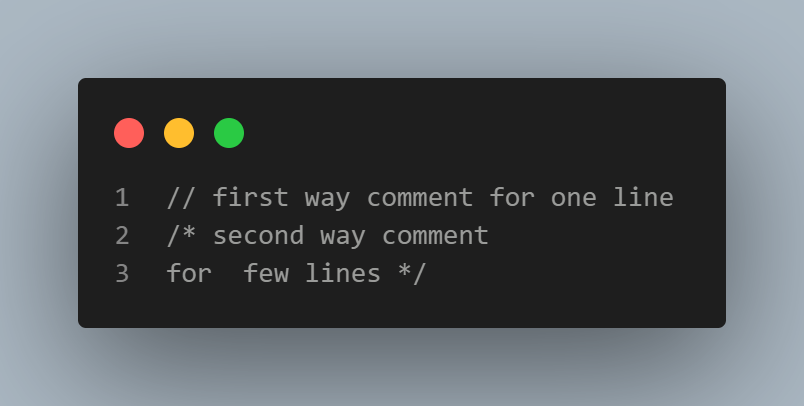 1 // first way comment for one line
2 /* second way comment
3 for  few lines */